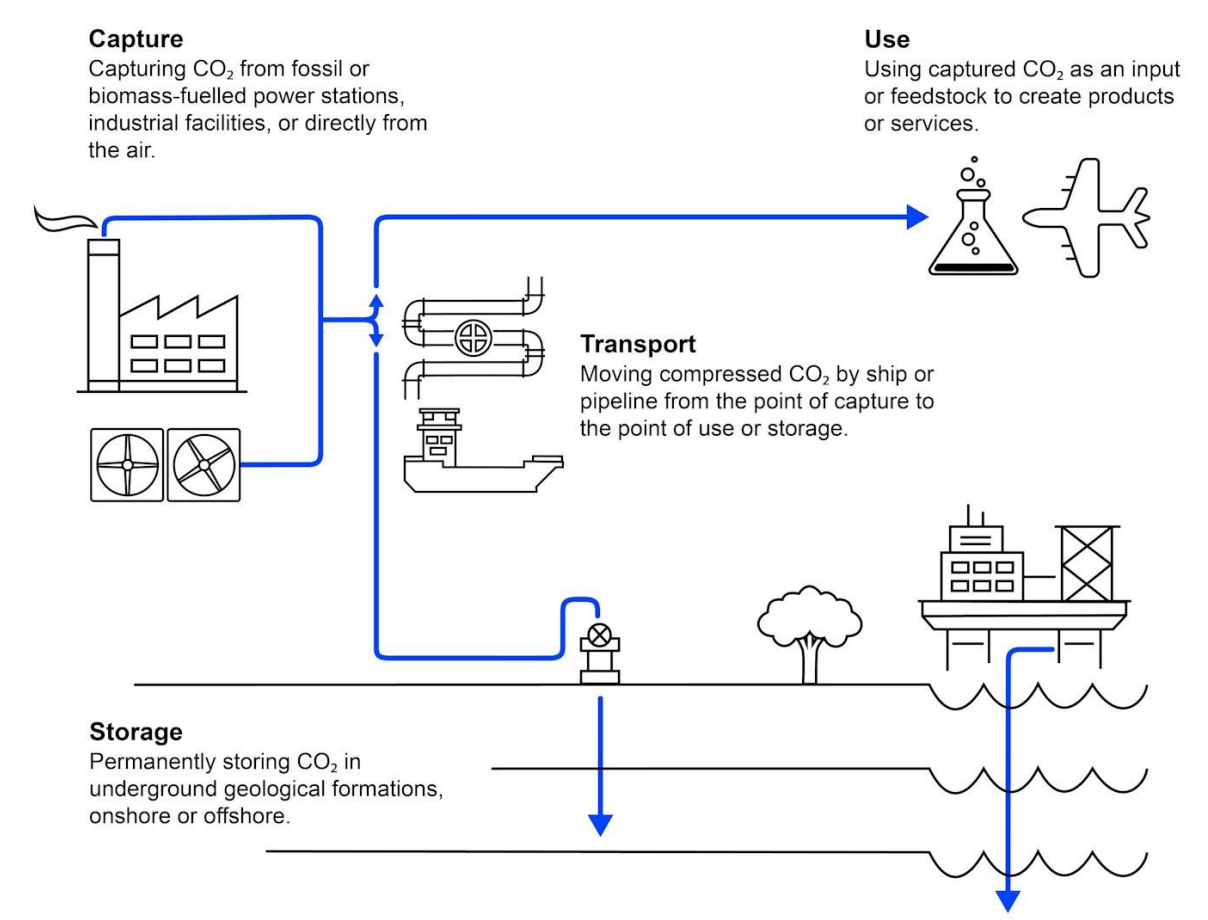 Capture
Capturing CO₂ from fossil or
biomass-fuelled power stations,
industrial facilities, or directly from
the air.
Use
Using captured CO₂ as an input
or feedstock to create products
or services.
Transport
Moving compressed CO₂ by ship or
pipeline from the point of capture to
the point of use or storage.
Storage
Permanently storing CO₂ in
underground geological formations,
onshore or offshore.